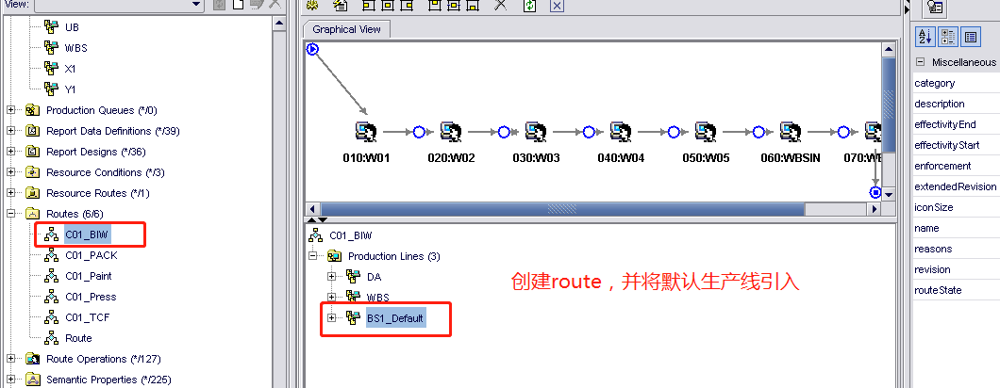 View:
UB
WBS
X1
Y1
Production Queues (*/0)
Report Data Definitions (*/39)
Report Designs (*/36)
Resource Conditions (*/3)
Resource Routes (*/1)
Routes (6/6)
C01_BIW
C01_PACK
C01_Paint
C01_Press
C01_TCF
Route
Route Operations (*/127)
Semantic Properties (*/225)
Graphical View
010:W01
020:W02
030:W03
040:W04
050:W05
060:WBSIN
070:WB
C01_BIW
Production Lines (3)
DA
WBS
BS1_Default
创建route，并将默认生产线引入
Miscellaneous
category
description
effectivityEnd
effectivityStart
enforcement
extendedRevision
iconSize
name
reasons
revision
routeState